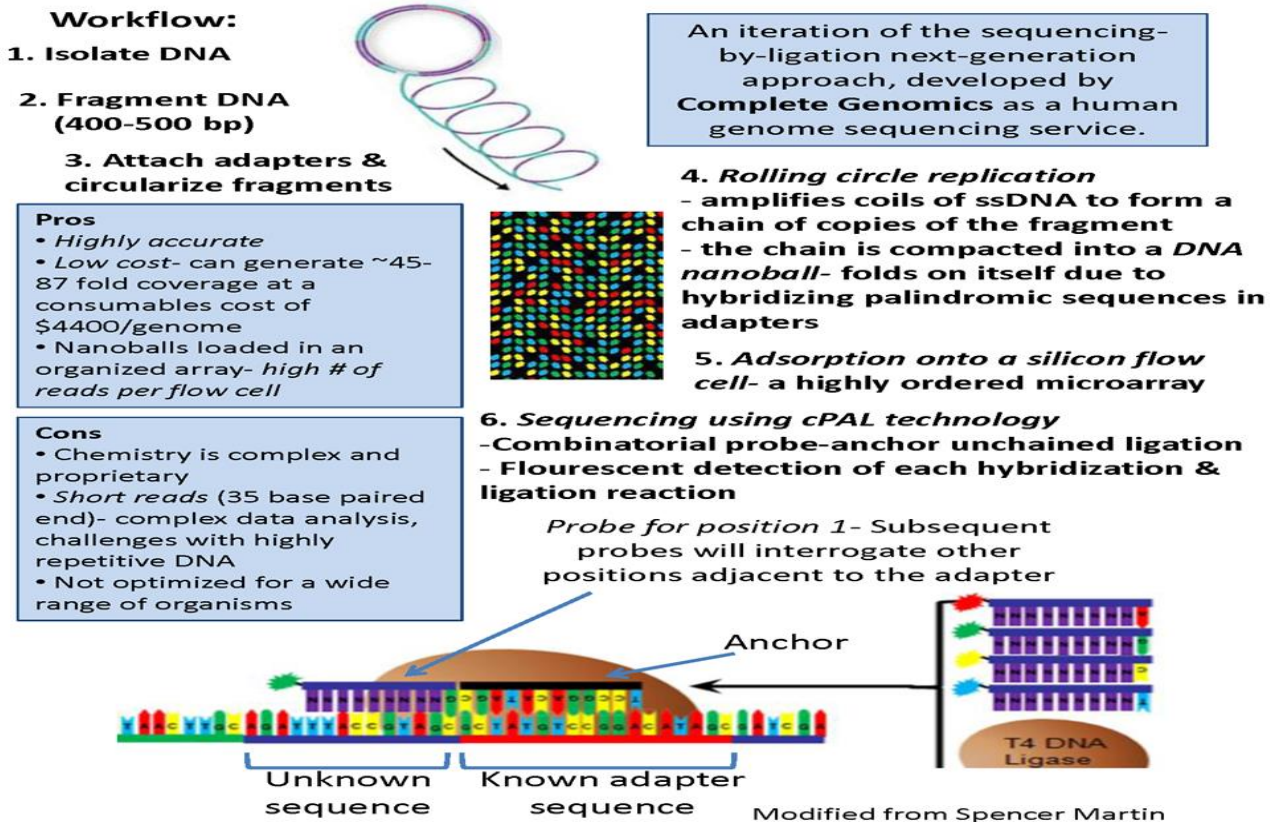 Workflow:
1. Isolate DNA
2. Fragment DNA
(400-500 bp)
3. Attach adapters &
circularize fragments
An iteration of the sequencing-
by-ligation next-generation
approach, developed by
Complete Genomics as a human
genome sequencing service.
Pros
• Highly accurate
• Low cost- can generate ~45-
87 fold coverage at a
consumables cost of
$4400/genome
• Nanoballs loaded in an
organized array- high # of
reads per flow cell
Cons
• Chemistry is complex and
proprietary
• Short reads (35 base paired
end)- complex data analysis,
challenges with highly
repetitive DNA
• Not optimized for a wide
range of organisms
4. Rolling circle replication
- amplifies coils of ssDNA to form a
chain of copies of the fragment
- the chain is compacted into a DNA
nanoball- folds on itself due to
hybridizing palindromic sequences in
adapters
5. Adsorption onto a silicon flow
cell- a highly ordered microarray
6. Sequencing using cPAL technology
-Combinatorial probe-anchor unchained ligation
- Flourescent detection of each hybridization &
ligation reaction
Probe for position 1- Subsequent
probes will interrogate other
positions adjacent to the adapter
Anchor
T4 DNA
Ligase
Unknown
sequence
Known adapter
sequence
Modified from Spencer Martin